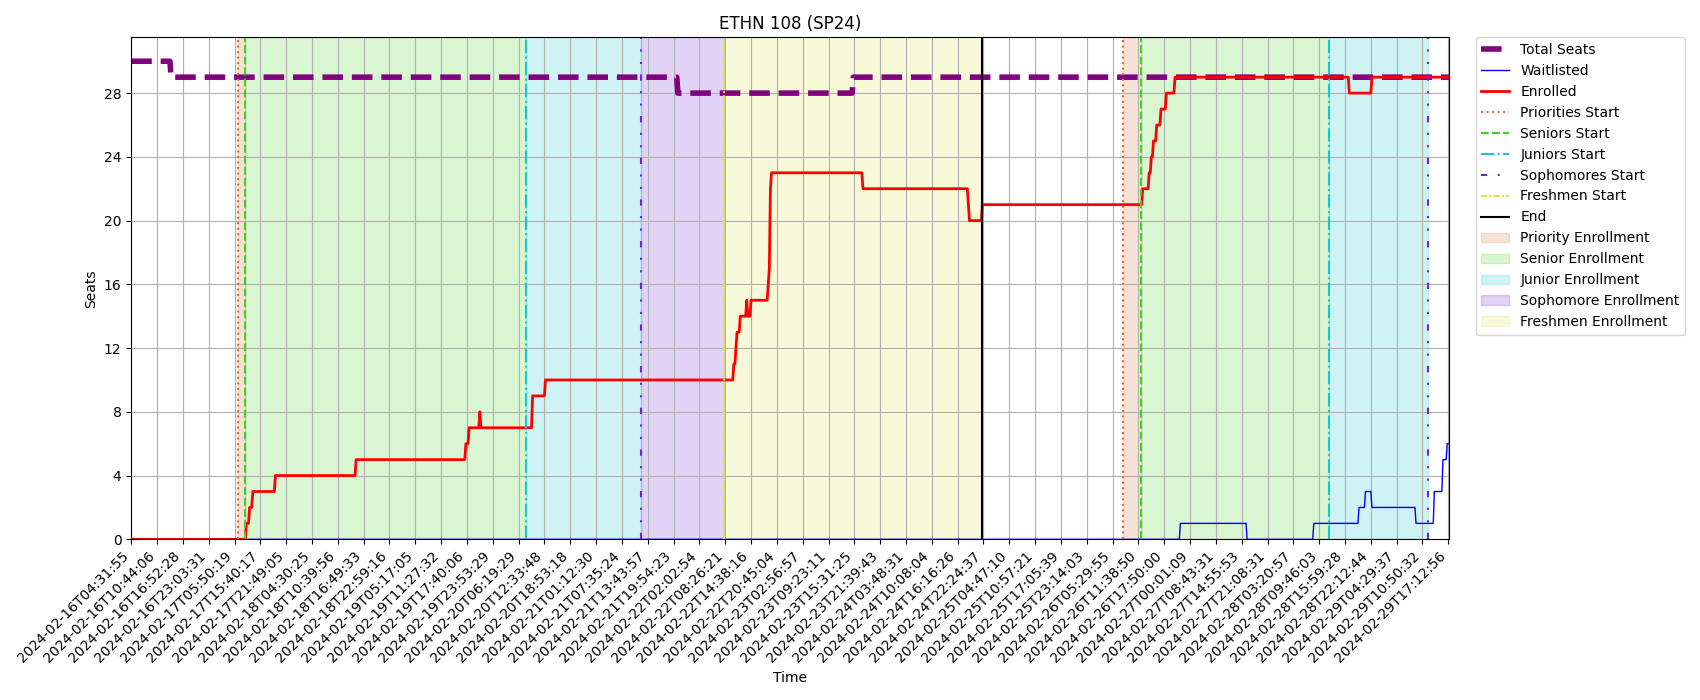 ETHN 108 (SP24)
Seats
28
24
20
16
12
8
4
0
2024-02-16T04:31:55
2024-02-16T10:44:06
2024-02-16T16:52:28
2024-02-16T23:03:31
2024-02-17T05:50:19
2024-02-17T15:40:17
2024-02-17T21:49:05
2024-02-18T04:30:25
2024-02-18T10:39:56
2024-02-18T16:49:33
2024-02-18T22:59:16
2024-02-19T05:17:05
2024-02-19T11:27:32
2024-02-19T17:40:06
2024-02-19T23:53:29
2024-02-20T06:19:29
2024-02-20T12:33:48
2024-02-20T18:53:18
2024-02-21T01:12:30
2024-02-21T07:35:24
2024-02-21T13:43:57
2024-02-21T19:54:23
2024-02-22T02:02:54
2024-02-22T08:26:21
2024-02-22T14:38:16
2024-02-22T20:45:04
2024-02-23T02:56:57
2024-02-23T09:23:11
2024-02-23T15:31:25
2024-02-23T21:39:43
2024-02-24T03:48:31
2024-02-24T10:08:04
2024-02-24T16:16:26
2024-02-24T22:24:37
2024-02-25T04:47:10
2024-02-25T10:57:21
2024-02-25T17:05:39
2024-02-25T23:14:03
2024-02-26T05:29:55
2024-02-26T11:38:50
2024-02-26T17:50:00
2024-02-27T00:01:09
2024-02-27T08:43:31
2024-02-27T14:55:53
2024-02-27T21:08:31
2024-02-28T03:20:57
2024-02-28T09:46:03
2024-02-28T15:59:28
2024-02-28T22:12:44
2024-02-29T04:29:37
2024-02-29T10:50:32
2024-02-29T17:12:56
Time
Total Seats
Waitlisted
Enrolled
Priorities Start
Seniors Start
Juniors Start
Sophomores Start
Freshmen Start
End
Priority Enrollment
Senior Enrollment
Junior Enrollment
Sophomore Enrollment
Freshmen Enrollment